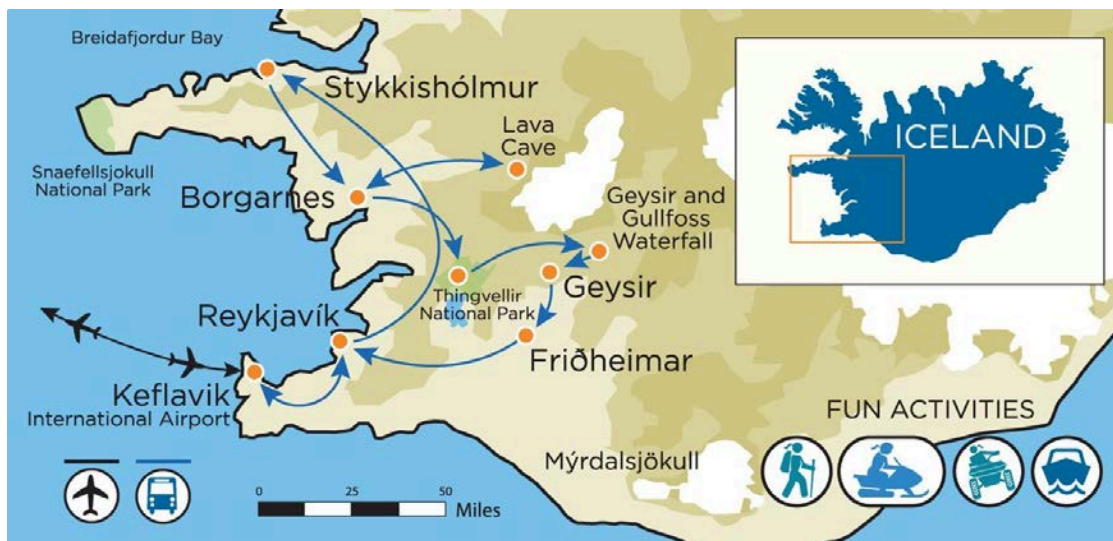 Breidafjordur Bay
Stykkishólmur
Lava
Cave
ICELAND
Snaefellsjokull
National Park
Borgarnes
Geysir and
Gullfoss
Waterfall
Thingvellir
National Park
Geysir
Reykjavík
Friðheimar
Keflavik
International Airport
FUN ACTIVITIES
Mýrdalsjökull
0 25 50
Miles